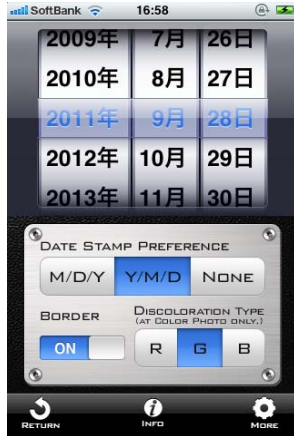 SoftBank 16:58
2009年 7月 26日
2010年 8月 27日
2011年 9月 28日
2012年 10月 29日
2013年 11月 30日
DATE STAMP PREFERENCE
M/D/Y Y/M/D NONE
BORDER
DISCOLORATION TYPE
(AT COLOR PHOTO ONLY.)
ON R G B
RETURN INFO MORE